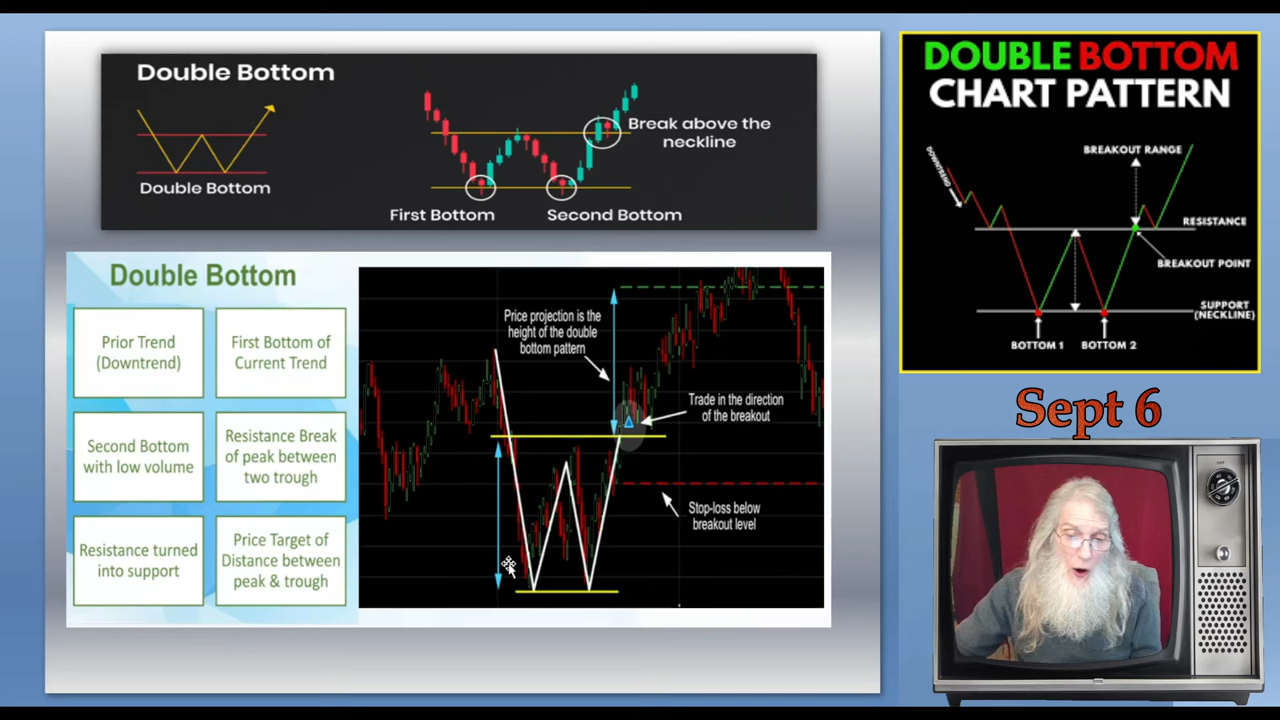 Double Bottom
Double Bottom
Break above the
neckline
First Bottom
Second Bottom
Double Bottom
Prior Trend
(Downtrend)
First Bottom of
Current Trend
Second Bottom
with low volume
Resistance Break
of peak between
two trough
Resistance turned
into support
Price Target of
Distance between
peak & trough
Price projection is the
height of the double
bottom pattern
Trade in the direction
of the breakout
Stop-loss below
breakout level
DOUBLE BOTTOM
CHART PATTERN
DOWNTREND
BREAKOUT RANGE
RESISTANCE
BREAKOUT POINT
SUPPORT
(NECKLINE)
BOTTOM 1
BOTTOM 2
Sept 6